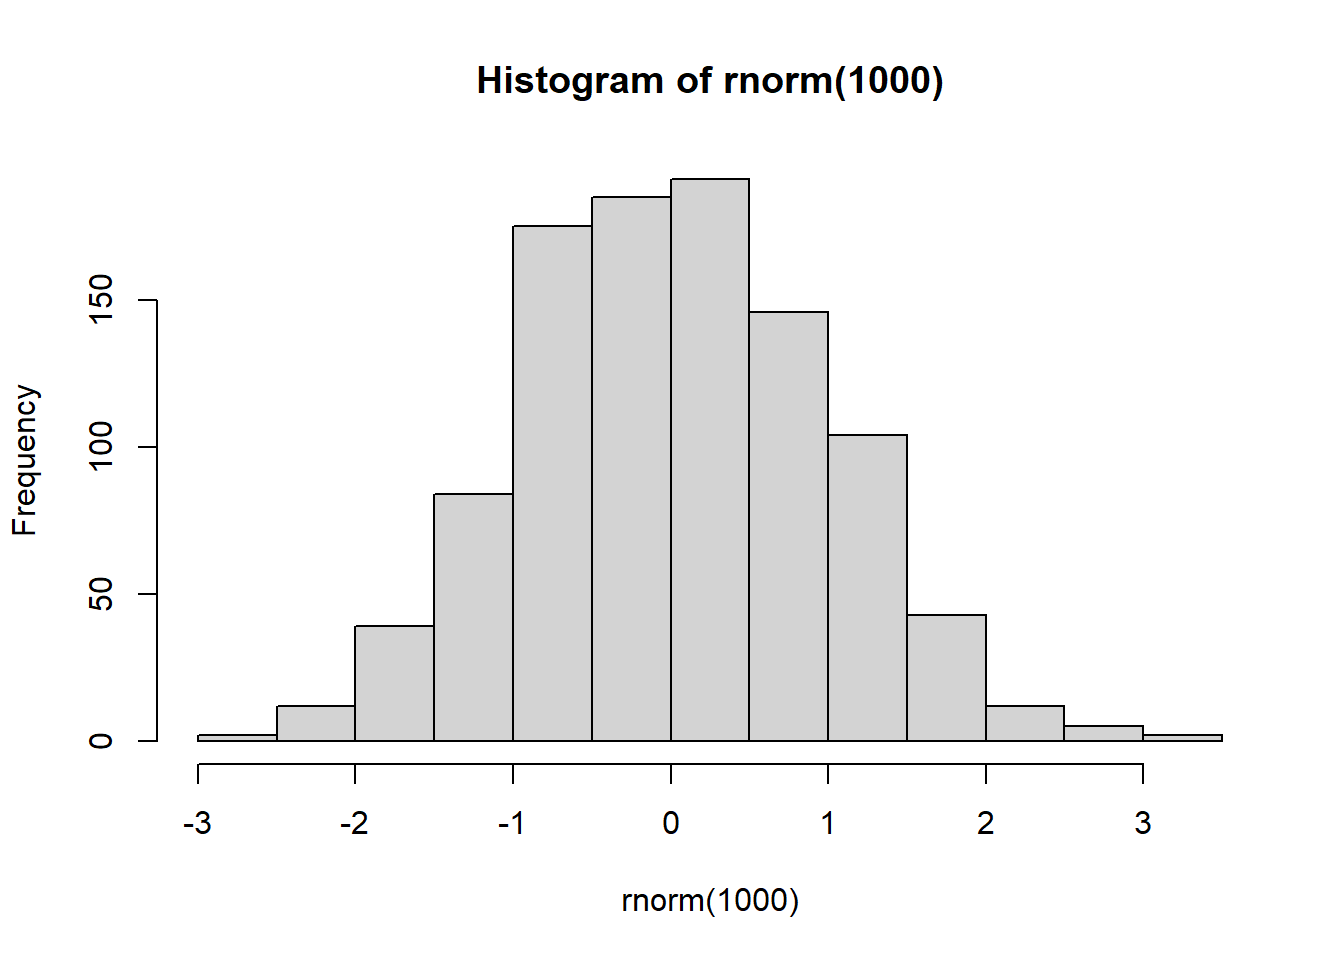 Histogram of rnorm(1000)
Frequency
150
100
50
0
-3 -2 -1 0 1 2 3
rnorm(1000)